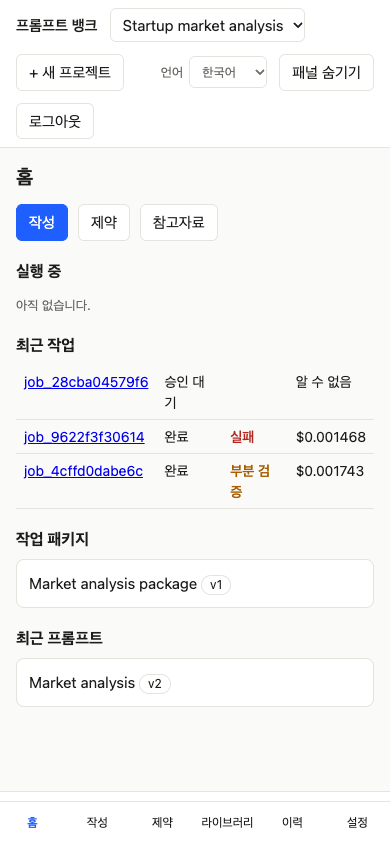 프롬프트 뱅크 Startup market analysis
+ 새 프로젝트 언어 한국어 패널 숨기기
로그아웃
홈
작성 제약 참고자료
실행 중
아직 없습니다.
최근 작업
job_28cba04579f6 승인 대기 알 수 없음
job_9622f3f30614 완료 실패 $0.001468
job_4cffd0dabe6c 완료 부분 검증 $0.001743
작업 패키지
Market analysis package v1
최근 프롬프트
Market analysis v2
홈 작성 제약 라이브러리 이력 설정